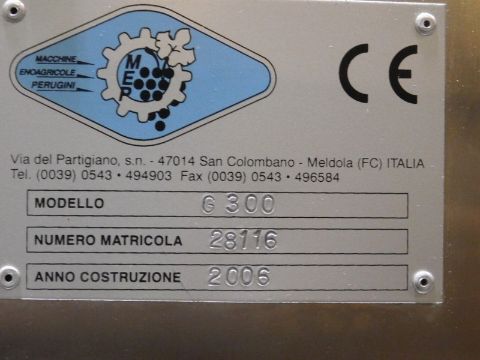 MACCHINE
ENOAGRICOLE
PERUGINI
M
E
P
CE
Via del Partigiano, s.n. - 47014 San Colombano - Meldola (FC) ITALIA
Tel. (0039) 0543 • 494903 Fax (0039) 0543 • 496584
MODELLO G 300
NUMERO MATRICOLA 28116
ANNO COSTRUZIONE 2006